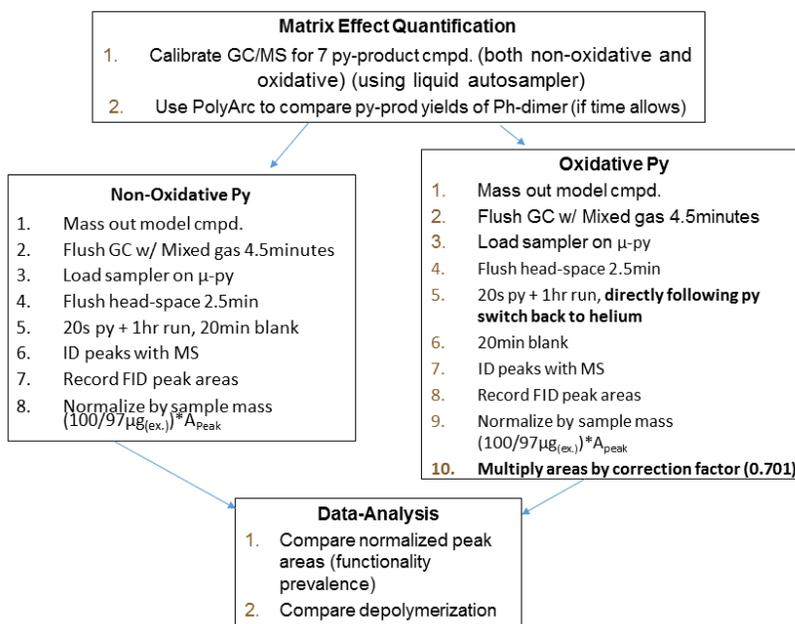 Matrix Effect Quantification
1. Calibrate GC/MS for 7 py-product cmpd. (both non-oxidative and
oxidative) (using liquid autosampler)
2. Use PolyArc to compare py-prod yields of Ph-dimer (if time allows)
Non-Oxidative Py
1. Mass out model cmpd.
2. Flush GC w/ Mixed gas 4.5minutes
3. Load sampler on µ-py
4. Flush head-space 2.5min
5. 20s py + 1hr run, 20min blank
6. ID peaks with MS
7. Record FID peak areas
8. Normalize by sample mass
(100/97µg(ex.))*APeak
Oxidative Py
1. Mass out model cmpd.
2. Flush GC w/ Mixed gas 4.5minutes
3. Load sampler on µ-py
4. Flush head-space 2.5min
5. 20s py + 1hr run, directly following py
switch back to helium
6. 20min blank
7. ID peaks with MS
8. Record FID peak areas
9. Normalize by sample mass
(100/97µg(ex.))*Apeak
10. Multiply areas by correction factor (0.701)
Data-Analysis
1. Compare normalized peak
areas (functionality
prevalence)
2. Compare depolymerization